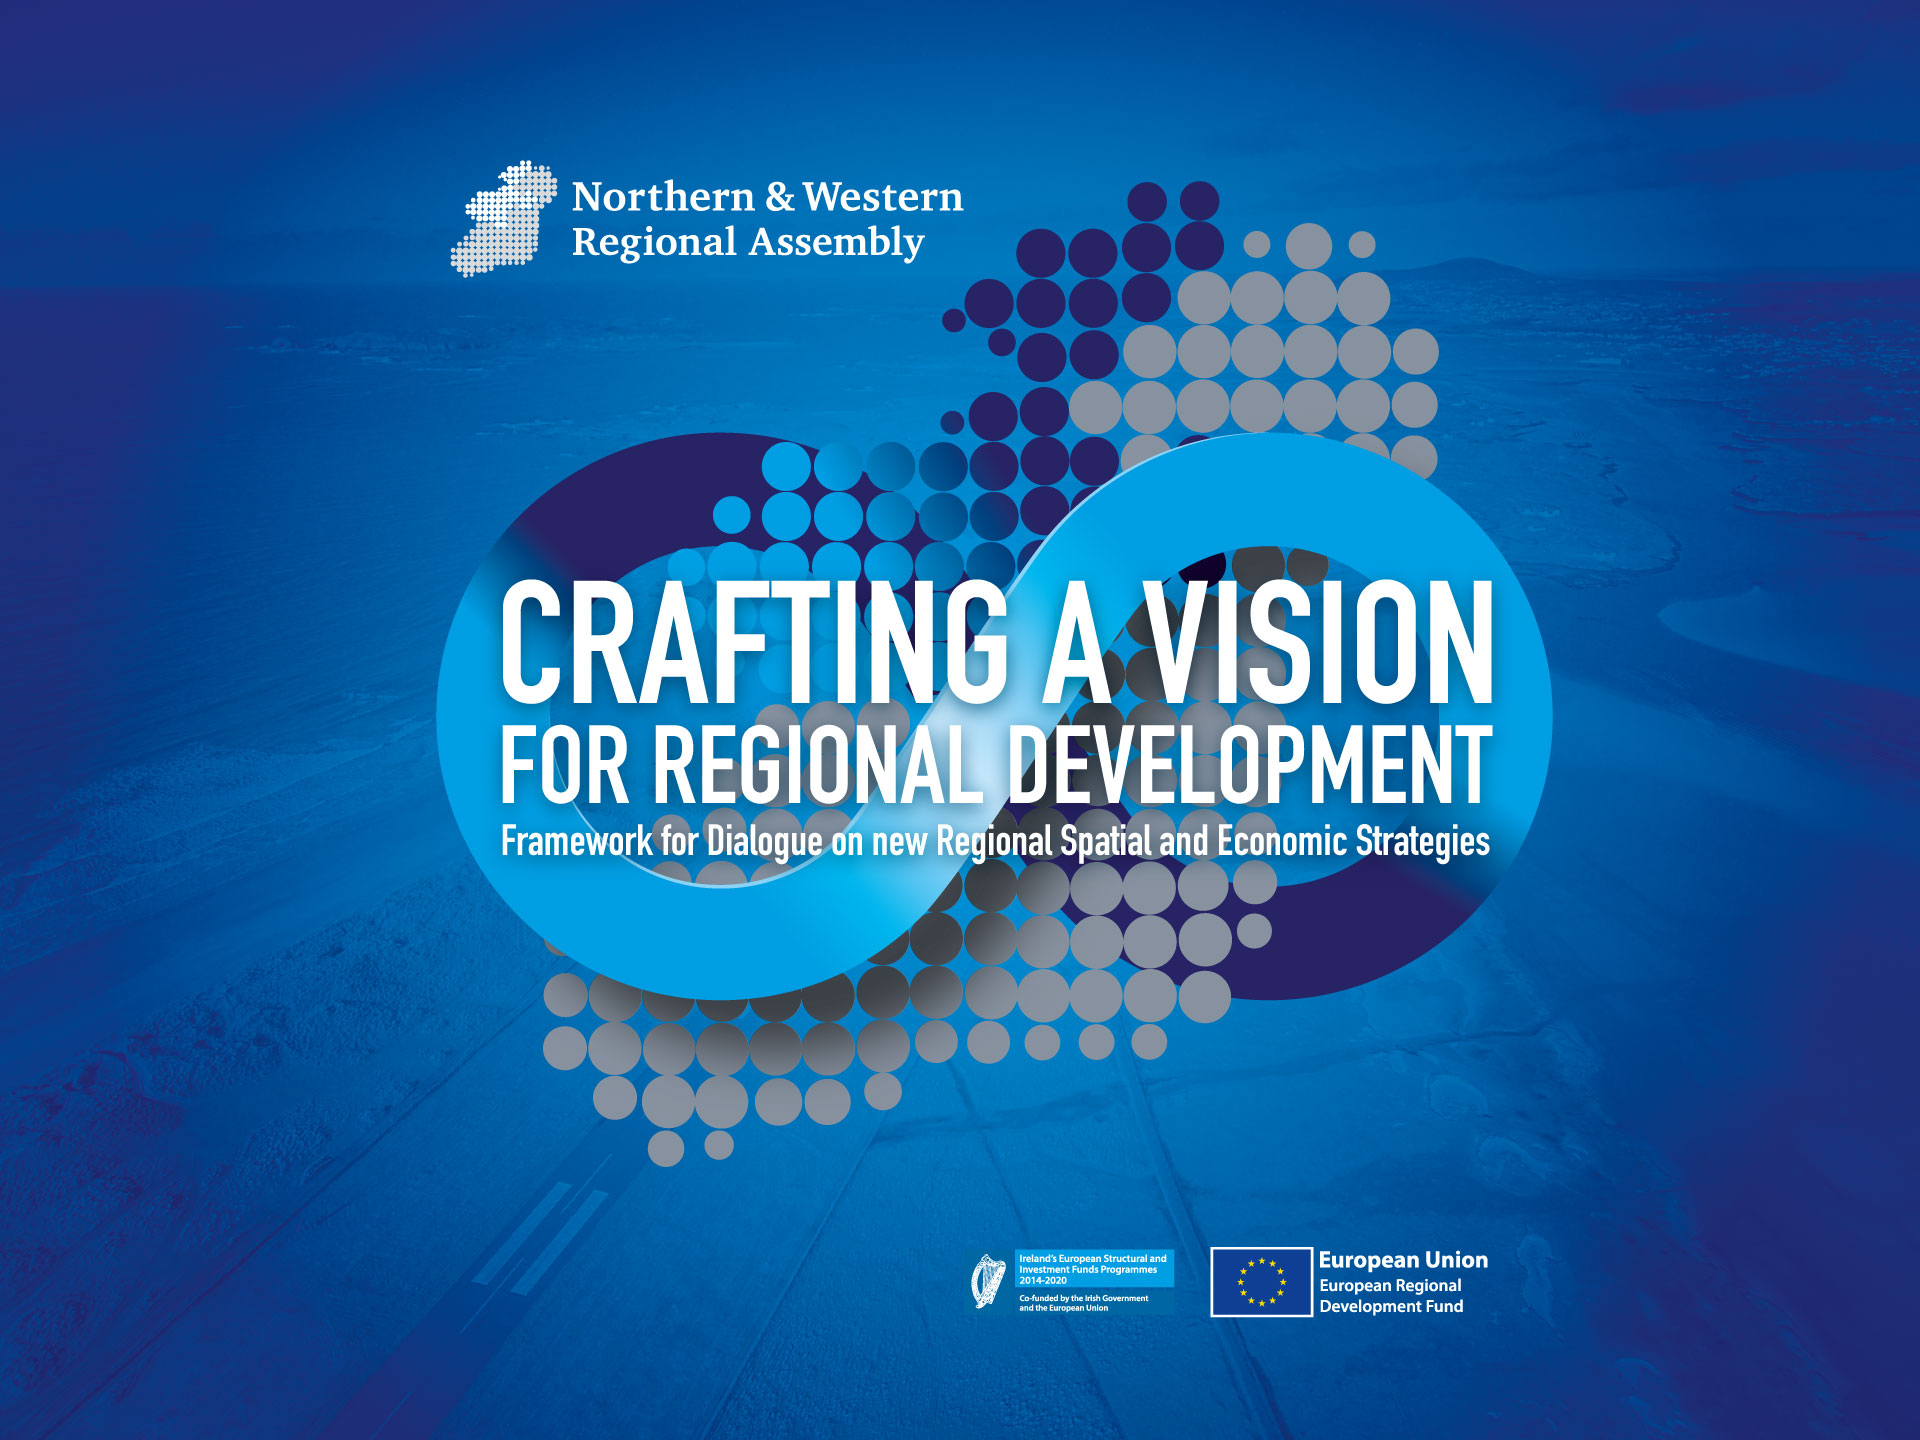 Northern & Western
Regional Assembly
CRAFTING A VISION
FOR REGIONAL DEVELOPMENT
Framework for Dialogue on new Regional Spatial and Economic Strategies
Ireland's European Structural and
Investment Funds Programmes
2014-2020
Co-funded by the Irish Government
and the European Union
European Union
European Regional
Development Fund